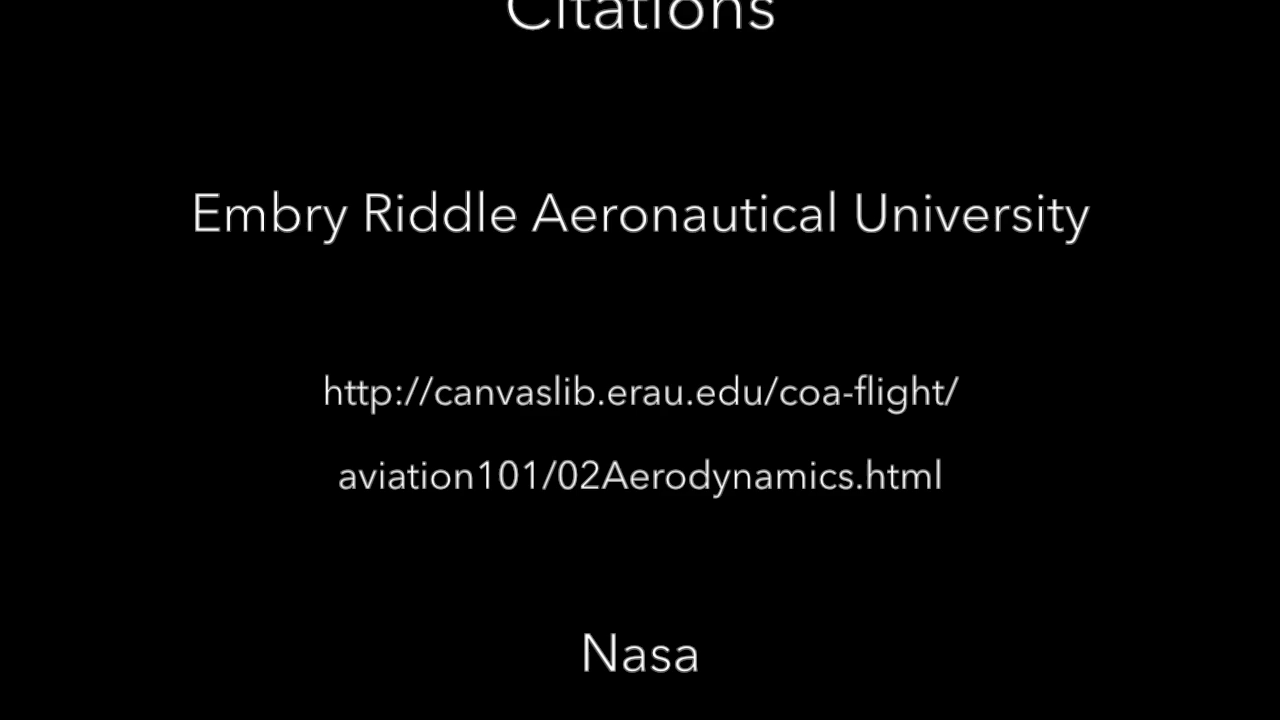 Citations
Embry Riddle Aeronautical University
http://canvaslib.erau.edu/coa-flight/
aviation101/02Aerodynamics.html
Nasa